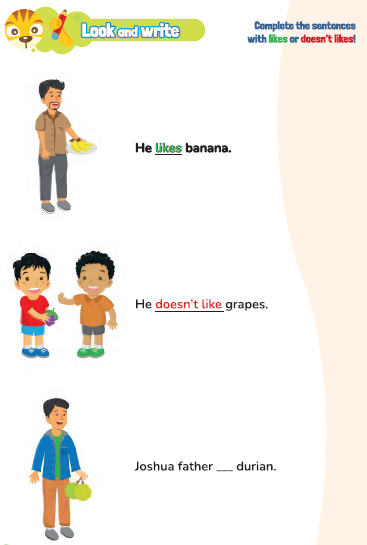 Look and write
Complete the sentences
with likes or doesn't likes!
He likes banana.
He doesn't like grapes.
Joshua father ___ durian.